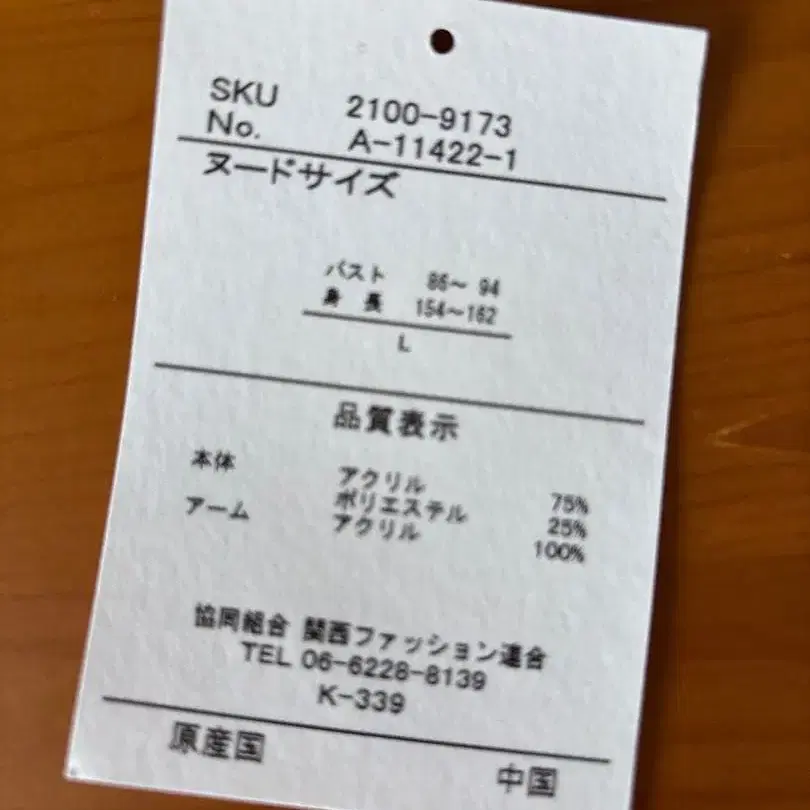 SKU 2100-9173
No. A-11422-1
ヌードサイズ
バスト 86～ 94
身長 154～162
L
品質表示
本体 アクリル 75%
ポリエステル 25%
アーム アクリル 100%
協同組合 関西ファッション連合
TEL 06-6228-8139
K-339
原産国 中国